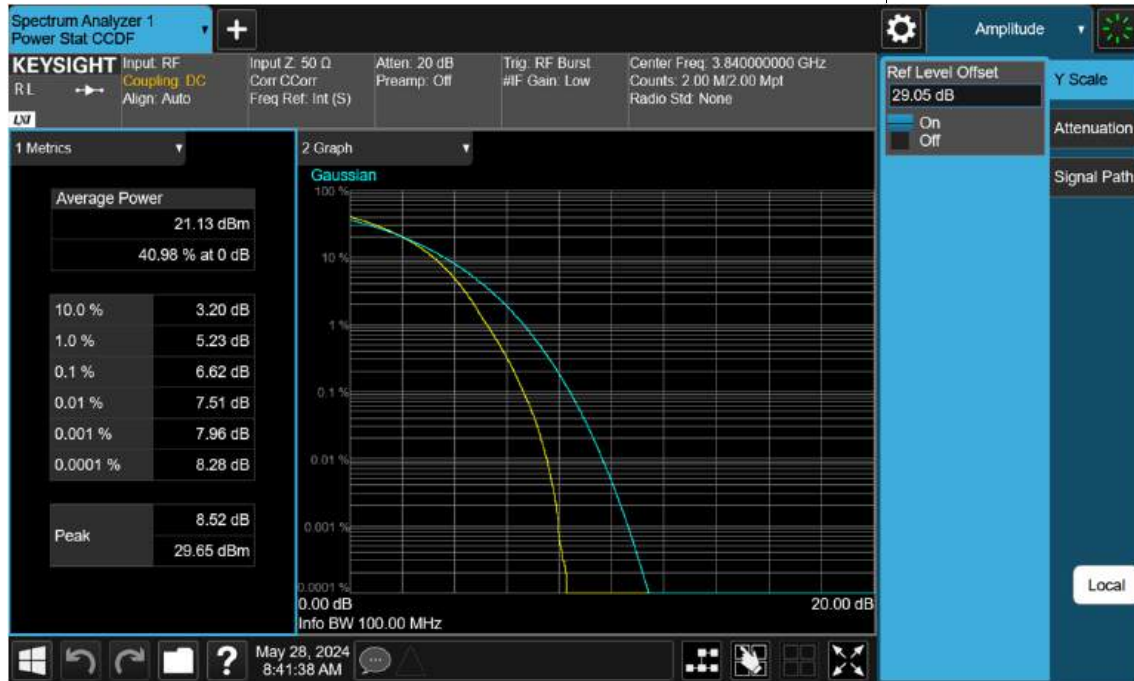 Spectrum Analyzer 1
Power Stat CCDF
+
Amplitude
KEYSIGHT
RL
LXI
Input: RF
Coupling: DC
Align: Auto
Input Z: 50 Ω
Corr CCorr
Freq Ref: Int (S)
Atten: 20 dB
Preamp: Off
Trig: RF Burst
#IF Gain: Low
Center Freq: 3.840000000 GHz
Counts: 2.00 M/2.00 Mpt
Radio Std: None
Ref Level Offset
29.05 dB
On
Off
Y Scale
Attenuation
Signal Path
Local
1 Metrics
Average Power
21.13 dBm
40.98 % at 0 dB
10.0 % 3.20 dB
1.0 % 5.23 dB
0.1 % 6.62 dB
0.01 % 7.51 dB
0.001 % 7.96 dB
0.0001 % 8.28 dB
Peak
8.52 dB
29.65 dBm
2 Graph
Gaussian
100 %
10 %
1 %
0.1 %
0.01 %
0.001 %
0.0001 %
0.00 dB 20.00 dB
Info BW 100.00 MHz
?
May 28, 2024
8:41:38 AM